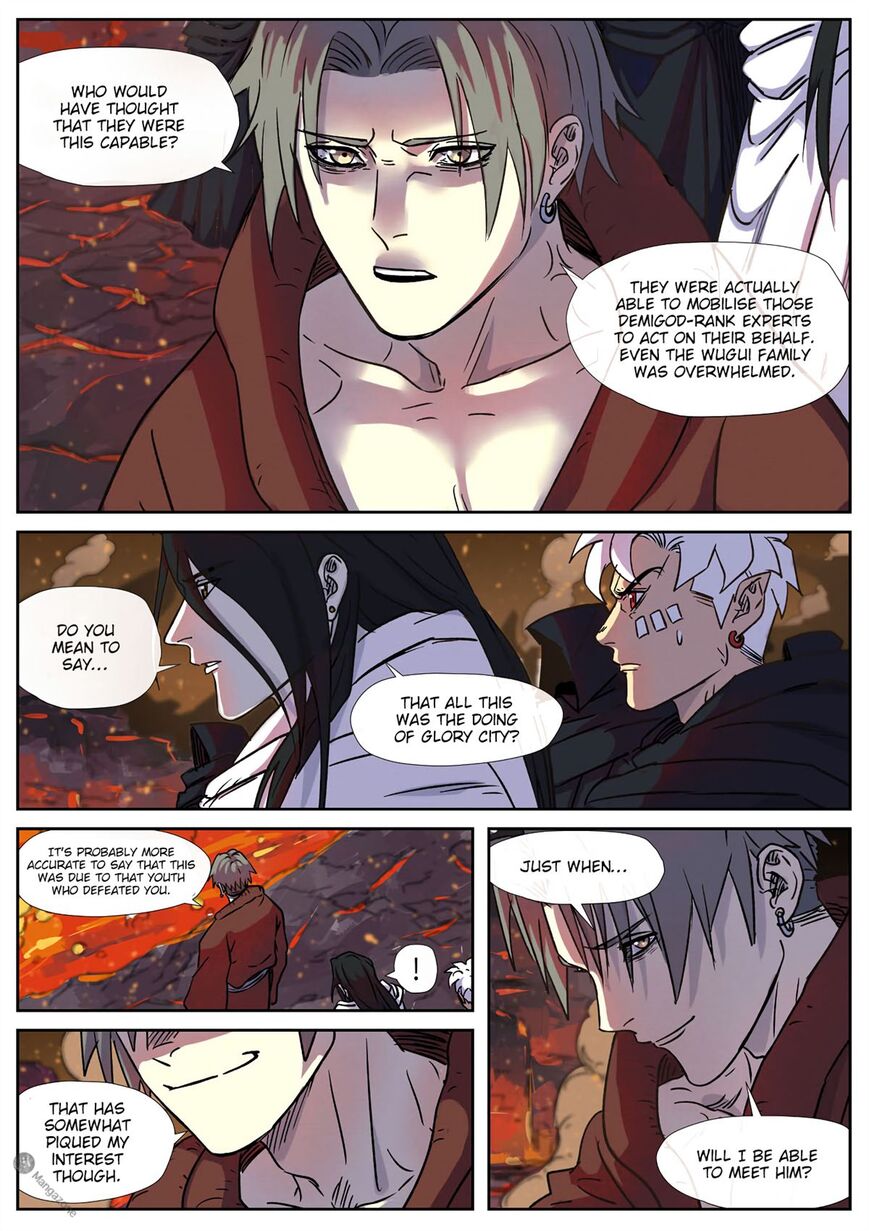 WHO WOULD
HAVE THOUGHT
THAT THEY WERE
THIS CAPABLE?
THEY WERE ACTUALLY
ABLE TO MOBILISE THOSE
DEMIGOD-RANK EXPERTS
TO ACT ON THEIR BEHALF.
EVEN THE WUGUI FAMILY
WAS OVERWHELMED.
DO YOU
MEAN TO
SAY...
THAT ALL THIS
WAS THE DOING
OF GLORY CITY?
IT'S PROBABLY MORE
ACCURATE TO SAY THAT THIS
WAS DUE TO THAT YOUTH
WHO DEFEATED YOU.
!
THAT HAS
SOMEWHAT
PIQUED MY
INTEREST
THOUGH.
JUST WHEN...
WILL I BE ABLE
TO MEET HIM?
Mangazone